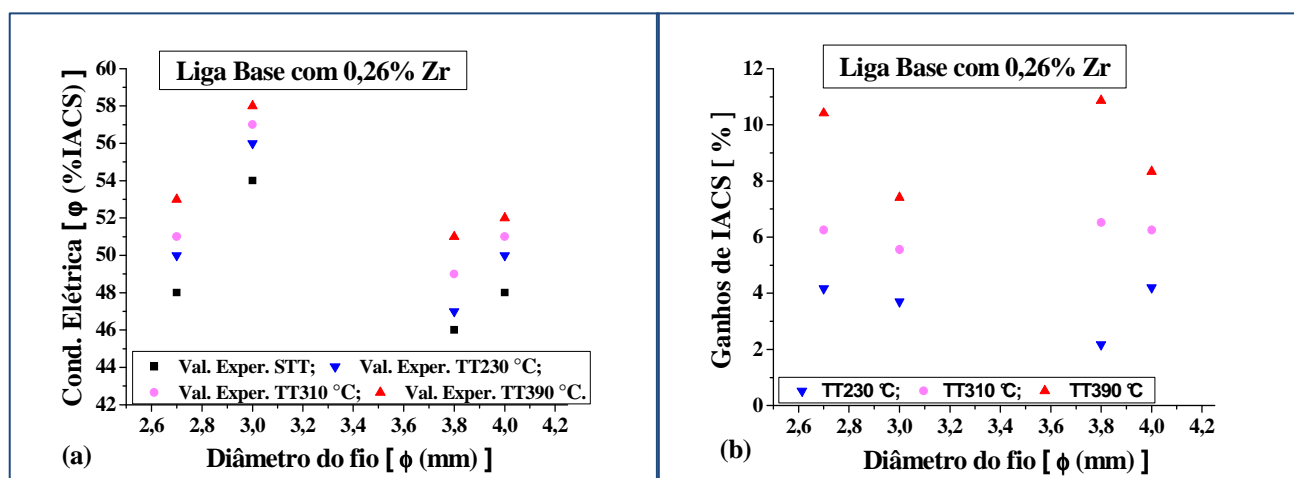 Liga Base com 0,26% Zr
Cond. Elétrica [ φ (%IACS) ]
60
58
56
54
52
50
48
46
44
42
Val. Exper. STT; Val. Exper. TT230 °C;
Val. Exper. TT310 °C; Val. Exper. TT390 °C.
2,6 2,8 3,0 3,2 3,4 3,6 3,8 4,0 4,2
(a) Diâmetro do fio [ ϕ (mm) ]
Liga Base com 0,26% Zr
Ganhos de IACS [ % ]
12
10
8
6
4
2
0
TT230 °C; TT310 °C; TT390 °C
2,6 2,8 3,0 3,2 3,4 3,6 3,8 4,0 4,2
(b) Diâmetro do fio [ ϕ (mm) ]